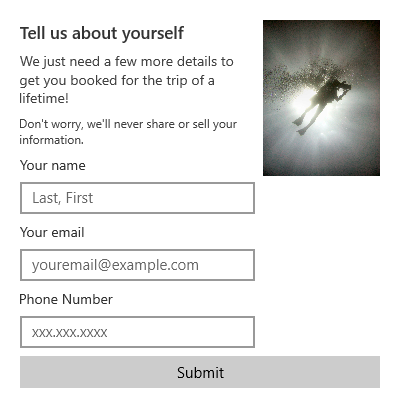 Tell us about yourself
We just need a few more details to
get you booked for the trip of a
lifetime!
Don't worry, we'll never share or sell your
information.
Your name
Last, First
Your email
youremail@example.com
Phone Number
xxx.xxx.xxxx
Submit